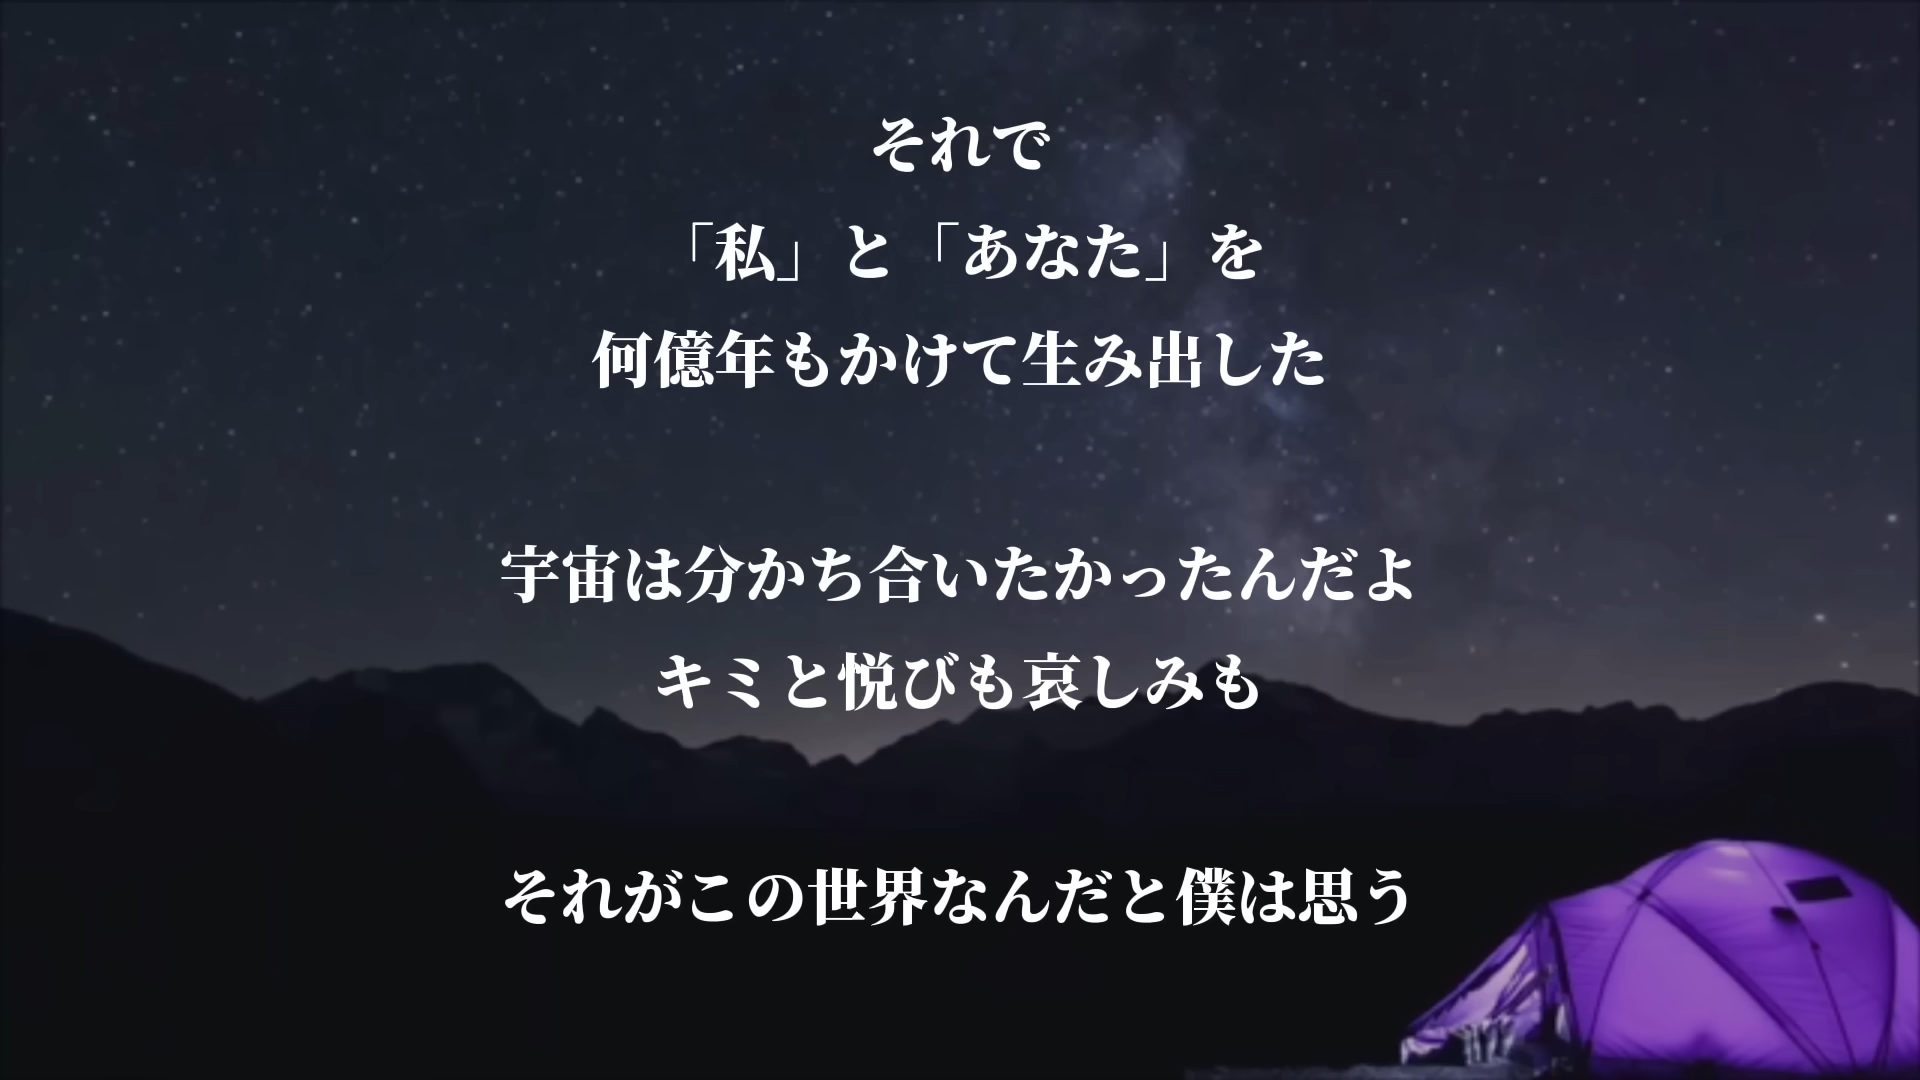 それで
「私」と「あなた」を
何億年もかけて生み出した
宇宙は分かち合いたかったんだよ
キミと悦びも哀しみも
それがこの世界なんだと僕は思う